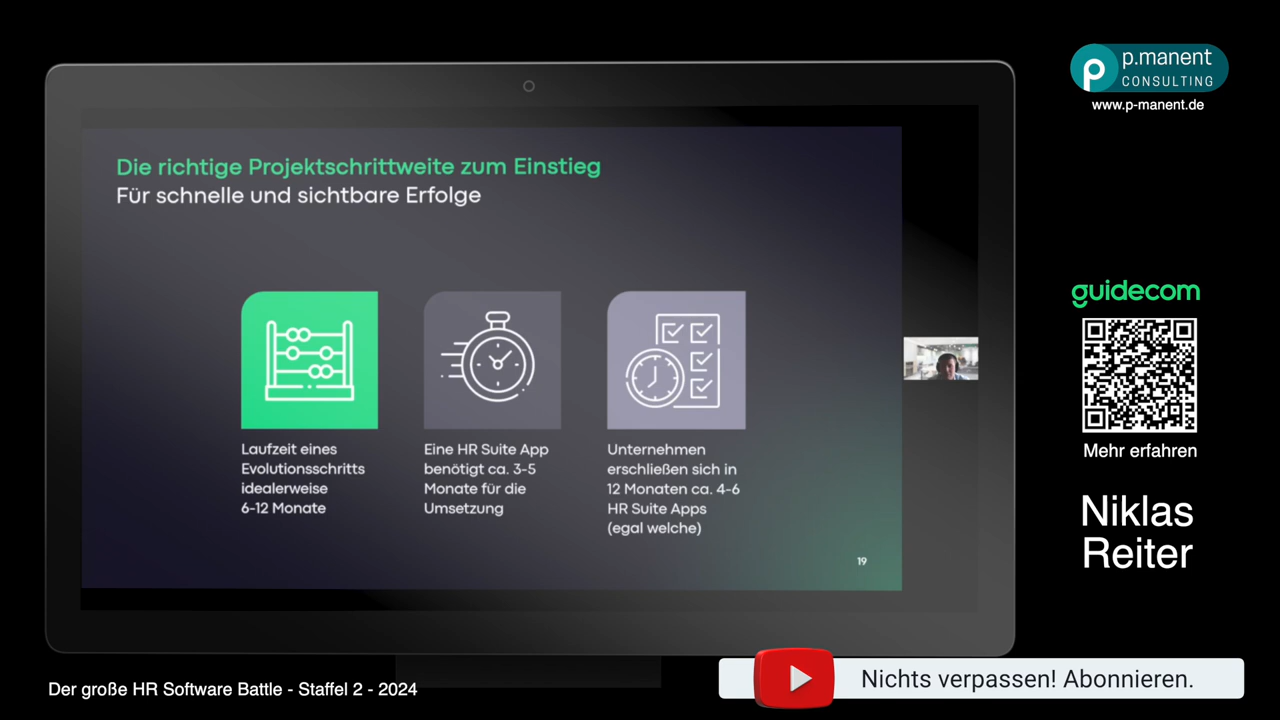 p.manent
CONSULTING
www.p-manent.de
Die richtige Projektschrittweite zum Einstieg
Für schnelle und sichtbare Erfolge
Laufzeit eines
Evolutionsschritts
idealerweise
6-12 Monate
Eine HR Suite App
benötigt ca. 3-5
Monate für die
Umsetzung
Unternehmen
erschließen sich in
12 Monaten ca. 4-6
HR Suite Apps
(egal welche)
19
guidecom
Mehr erfahren
Niklas
Reiter
Der große HR Software Battle - Staffel 2 - 2024
Nichts verpassen! Abonnieren.